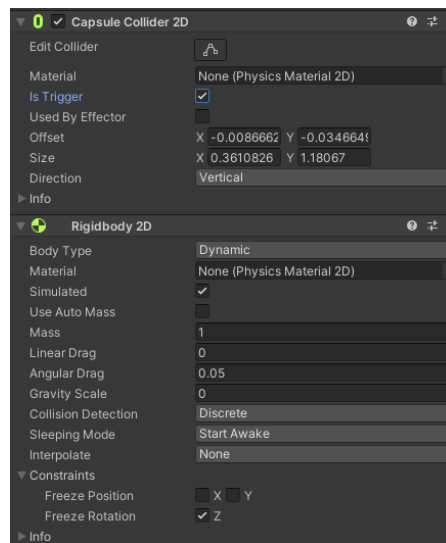 Capsule Collider 2D
Edit Collider
Material None (Physics Material 2D)
Is Trigger
Used By Effector
Offset X -0.0086662 Y -0.0346649
Size X 0.3610826 Y 1.18067
Direction Vertical
Info
Rigidbody 2D
Body Type Dynamic
Material None (Physics Material 2D)
Simulated
Use Auto Mass
Mass 1
Linear Drag 0
Angular Drag 0.05
Gravity Scale 0
Collision Detection Discrete
Sleeping Mode Start Awake
Interpolate None
Constraints
Freeze Position X Y
Freeze Rotation Z
Info